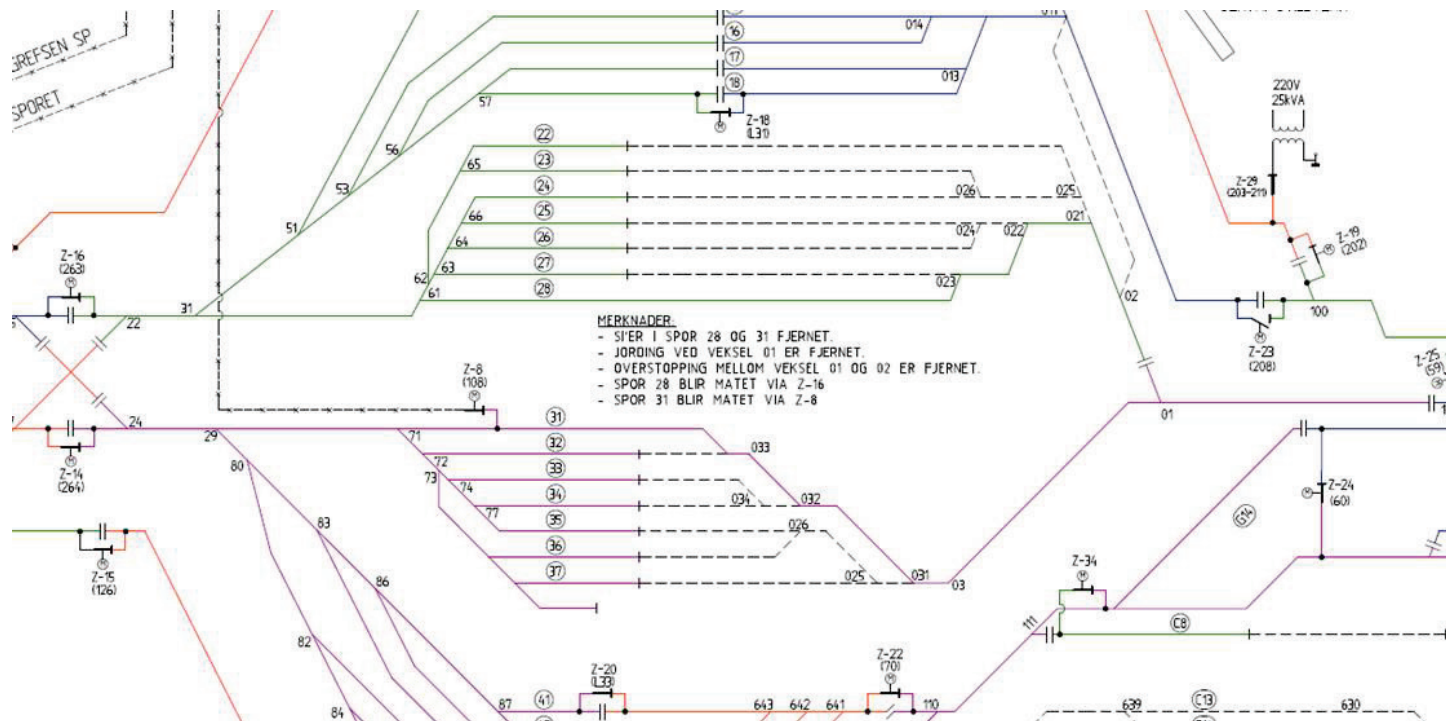 GREFSEN SP
SPORET
16
17
18
014
013
57
Z-18
(L31)
220V
25kVA
56
53
51
22
23
24
25
26
27
28
65
66
64
63
62
61
026
025
024
022
021
023
02
Z-29
(203-211)
Z-19
(202)
Z-16
(263)
22
31
100
Z-23
(208)
Z-25
(59)
MERKNADER:
- SI'ER I SPOR 28 OG 31 FJERNET.
- JORDING VED VEKSEL 01 ER FJERNET.
- OVERSTOPPING MELLOM VEKSEL 01 OG 02 ER FJERNET.
- SPOR 28 BLIR MATET VIA Z-16
- SPOR 31 BLIR MATET VIA Z-8
Z-8
(108)
M
24
29
71
31
32
33
34
35
36
37
033
01
Z-14
(264)
80
72
73
74
77
034
032
026
025
031
03
Z-24
(60)
G14
83
Z-15
(126)
86
Z-34
111
C8
82
Z-20
(L33)
Z-22
(70)
84
87
41
643
642
641
110
639
C13
630